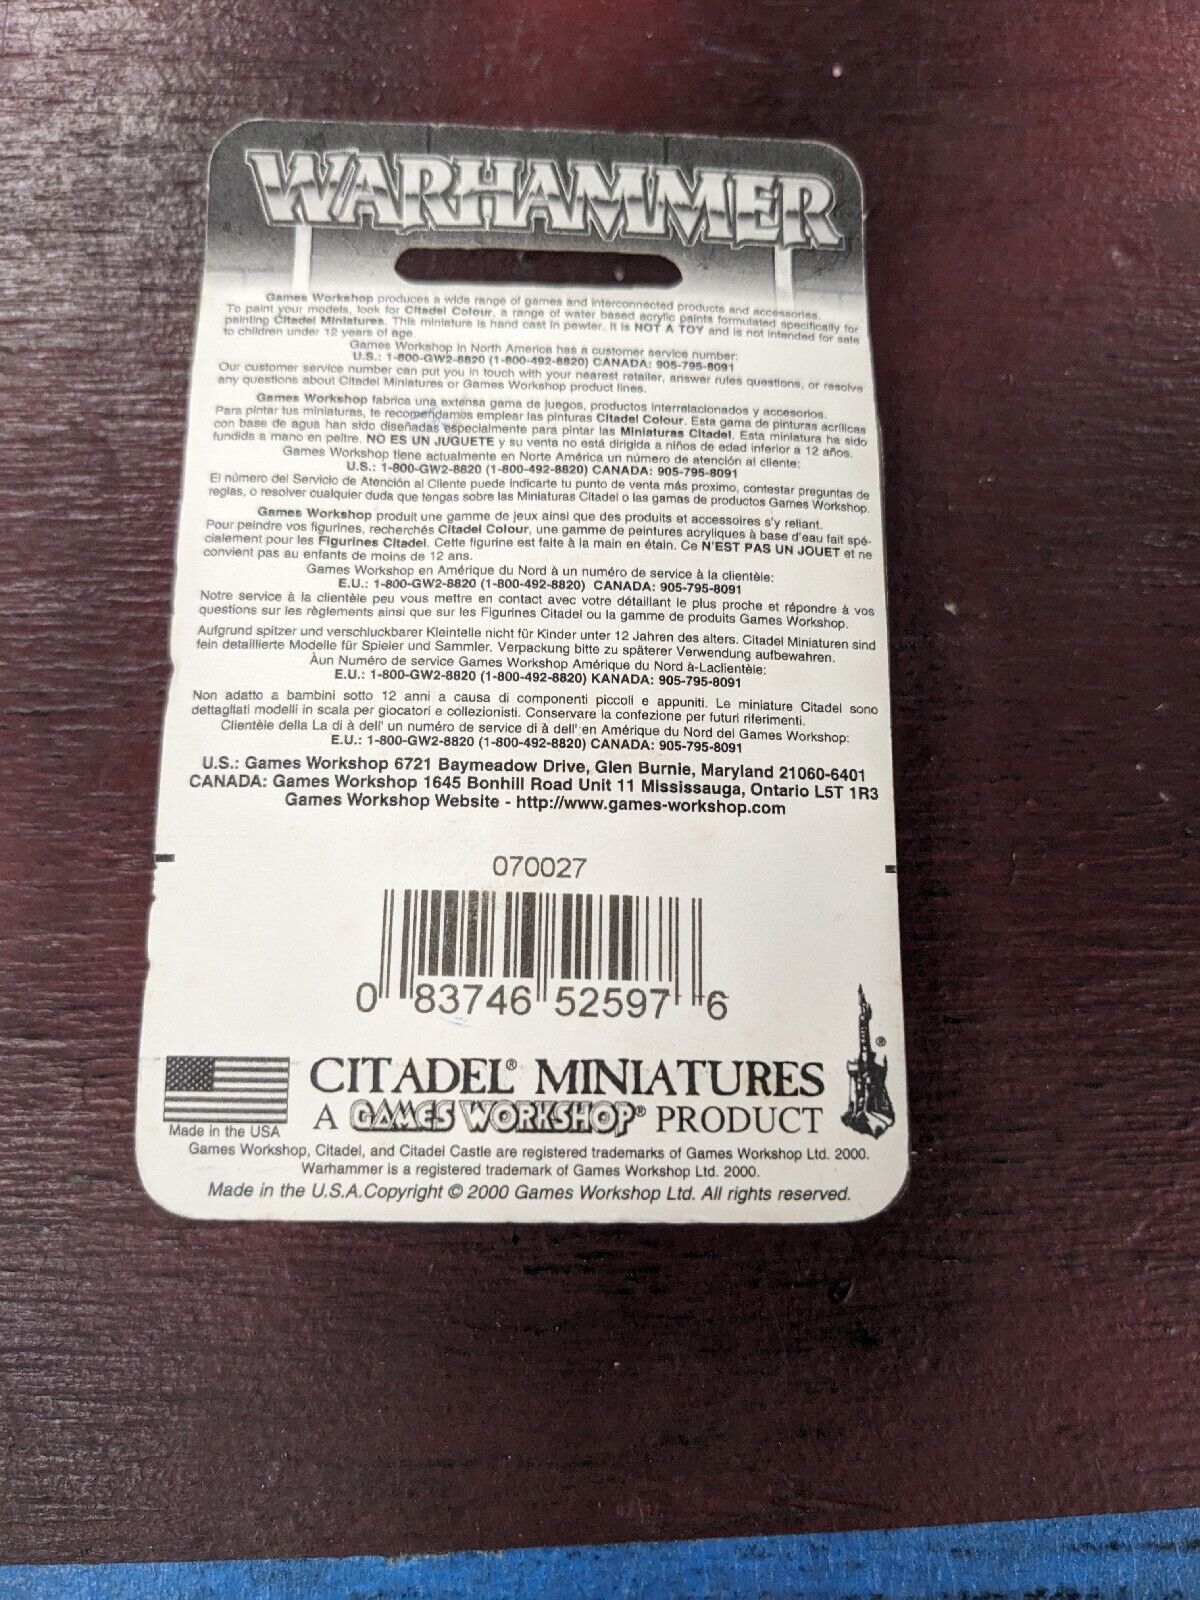 WARHAMMER
Games Workshop produces a wide range of games and interconnected products and accessories.
To paint your models, look for Citadel Colour, a range of water based acrylic paints formulated specifically for
painting Citadel Miniatures. This miniature is hand cast in pewter. It is NOT A TOY and is not intended for sale
to children under 12 years of age.
Games Workshop in North America has a customer service number:
U.S.: 1-800-GW2-8820 (1-800-492-8820) CANADA: 905-795-8091
Our customer service number can put you in touch with your nearest retailer, answer rules questions, or resolve
any questions about Citadel Miniatures or Games Workshop product lines.
Games Workshop fabrica una extensa gama de juegos, productos interrelacionados y accesorios.
Para pintar tus miniaturas, te recomendamos emplear las pinturas Citadel Colour. Esta gama de pinturas acrílicas
con base de agua han sido diseñadas especialmente para pintar las Miniaturas Citadel. Esta miniatura ha sido
fundida a mano en peltre. NO ES UN JUGUETE y su venta no está dirigida a niños de edad inferior a 12 años.
Games Workshop tiene actualmente en Norte América un número de atención al cliente:
U.S.: 1-800-GW2-8820 (1-800-492-8820) CANADA: 905-795-8091
El número del Servicio de Atención al Cliente puede indicarte tu punto de venta más proximo, contestar preguntas de
reglas, o resolver cualquier duda que tengas sobre las Miniaturas Citadel o las gamas de productos Games Workshop.
Games Workshop produit une gamme de jeux ainsi que des produits et accessoires s'y reliant.
Pour peindre vos figurines, recherchés Citadel Colour, une gamme de peintures acryliques à base d'eau fait spé-
cialement pour les Figurines Citadel. Cette figurine est faite à la main en étain. Ce N'EST PAS UN JOUET et ne
convient pas au enfants de moins de 12 ans.
Games Workshop en Amérique du Nord à un numéro de service à la clientèle:
E.U.: 1-800-GW2-8820 (1-800-492-8820) CANADA: 905-795-8091
Notre service à la clientèle peu vous mettre en contact avec votre détaillant le plus proche et répondre à vos
questions sur les règlements ainsi que sur les Figurines Citadel ou la gamme de produits Games Workshop.
Aufgrund spitzer und verschluckbarer Kleintelle nicht für Kinder unter 12 Jahren des alters. Citadel Miniaturen sind
fein detaillierte Modelle für Spieler und Sammler. Verpackung bitte zu späterer Verwendung aufbewahren.
Àun Numéro de service Games Workshop Amérique du Nord à-Laclientèle:
E.U.: 1-800-GW2-8820 (1-800-492-8820) KANADA: 905-795-8091
Non adatto a bambini sotto 12 anni a causa di componenti piccoli e appuniti. Le miniature Citadel sono
dettagliati modelli in scala per giocatori e collezionisti. Conservare la confezione per futuri riferimenti.
Clientèle della La di à dell' un numéro de service di à dell' en Amérique du Nord del Games Workshop:
E.U.: 1-800-GW2-8820 (1-800-492-8820) CANADA: 905-795-8091
U.S.: Games Workshop 6721 Baymeadow Drive, Glen Burnie, Maryland 21060-6401
CANADA: Games Workshop 1645 Bonhill Road Unit 11 Mississauga, Ontario L5T 1R3
Games Workshop Website - http://www.games-workshop.com
070027
0 83746 52597 6
CITADEL® MINIATURES
A GAMES WORKSHOP® PRODUCT
®
Made in the USA
Games Workshop, Citadel, and Citadel Castle are registered trademarks of Games Workshop Ltd. 2000.
Warhammer is a registered trademark of Games Workshop Ltd. 2000.
Made in the U.S.A.Copyright © 2000 Games Workshop Ltd. All rights reserved.